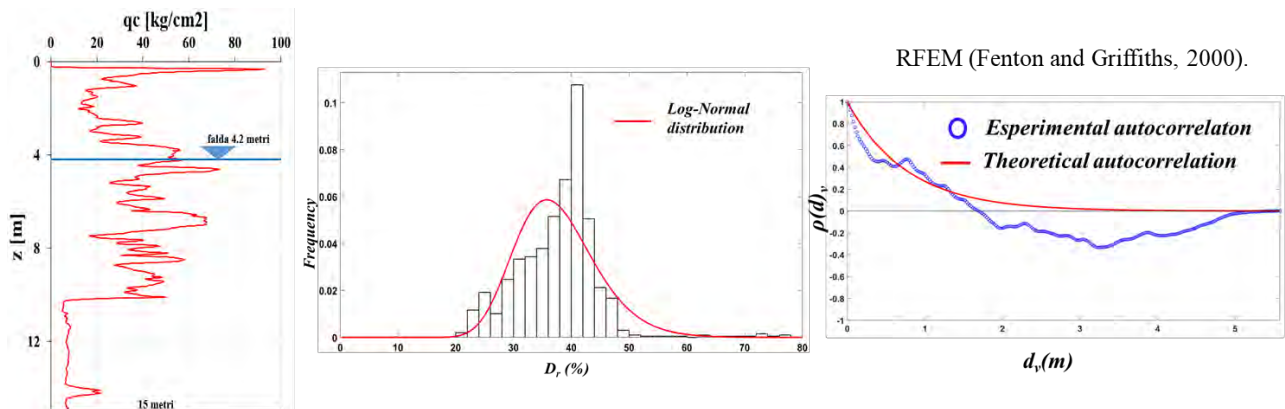 qc [kg/cm2]
0 20 40 60 80 100
0
4
8
12
z [m]
falda 4.2 metri
15 metri
0.1
0.08
0.06
0.04
0.02
0
Frequency
Log-Normal
distribution
0 10 20 30 40 50 60 70 80
Dr (%)
RFEM (Fenton and Griffiths, 2000).
1
0.8
0.6
0.4
0.2
0
-0.2
-0.4
-0.6
-0.8
-1
ρ(d)v
Esperimental autocorrelaton
Theoretical autocorrelation
0 1 2 3 4 5
dv(m)